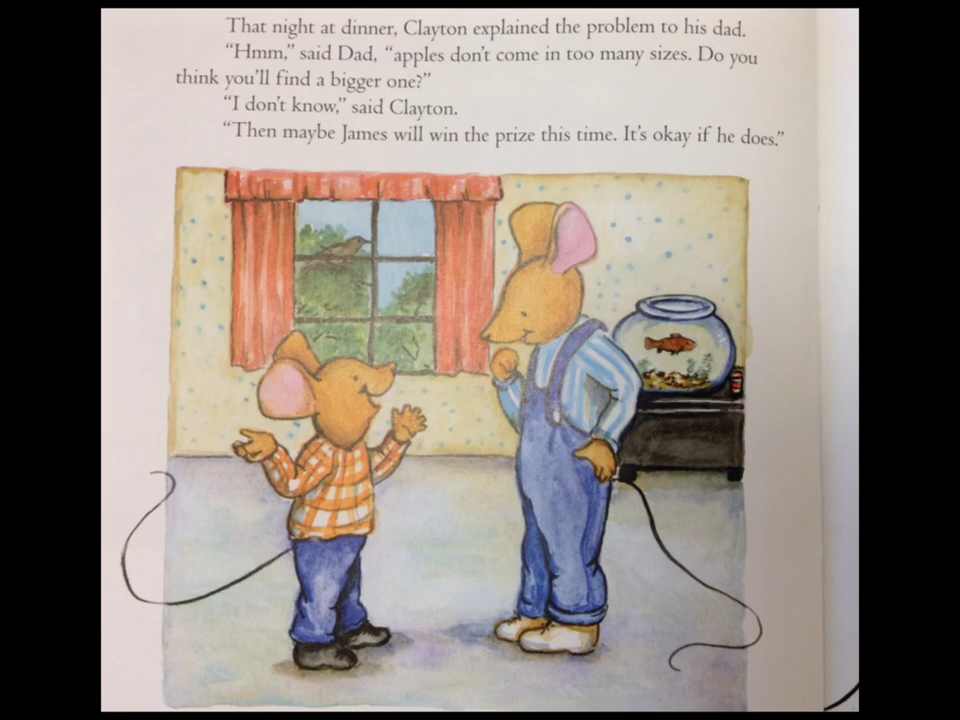 That night at dinner, Clayton explained the problem to his dad.
“Hmm,” said Dad, “apples don’t come in too many sizes. Do you
think you’ll find a bigger one?”
“I don’t know,” said Clayton.
“Then maybe James will win the prize this time. It’s okay if he does.”